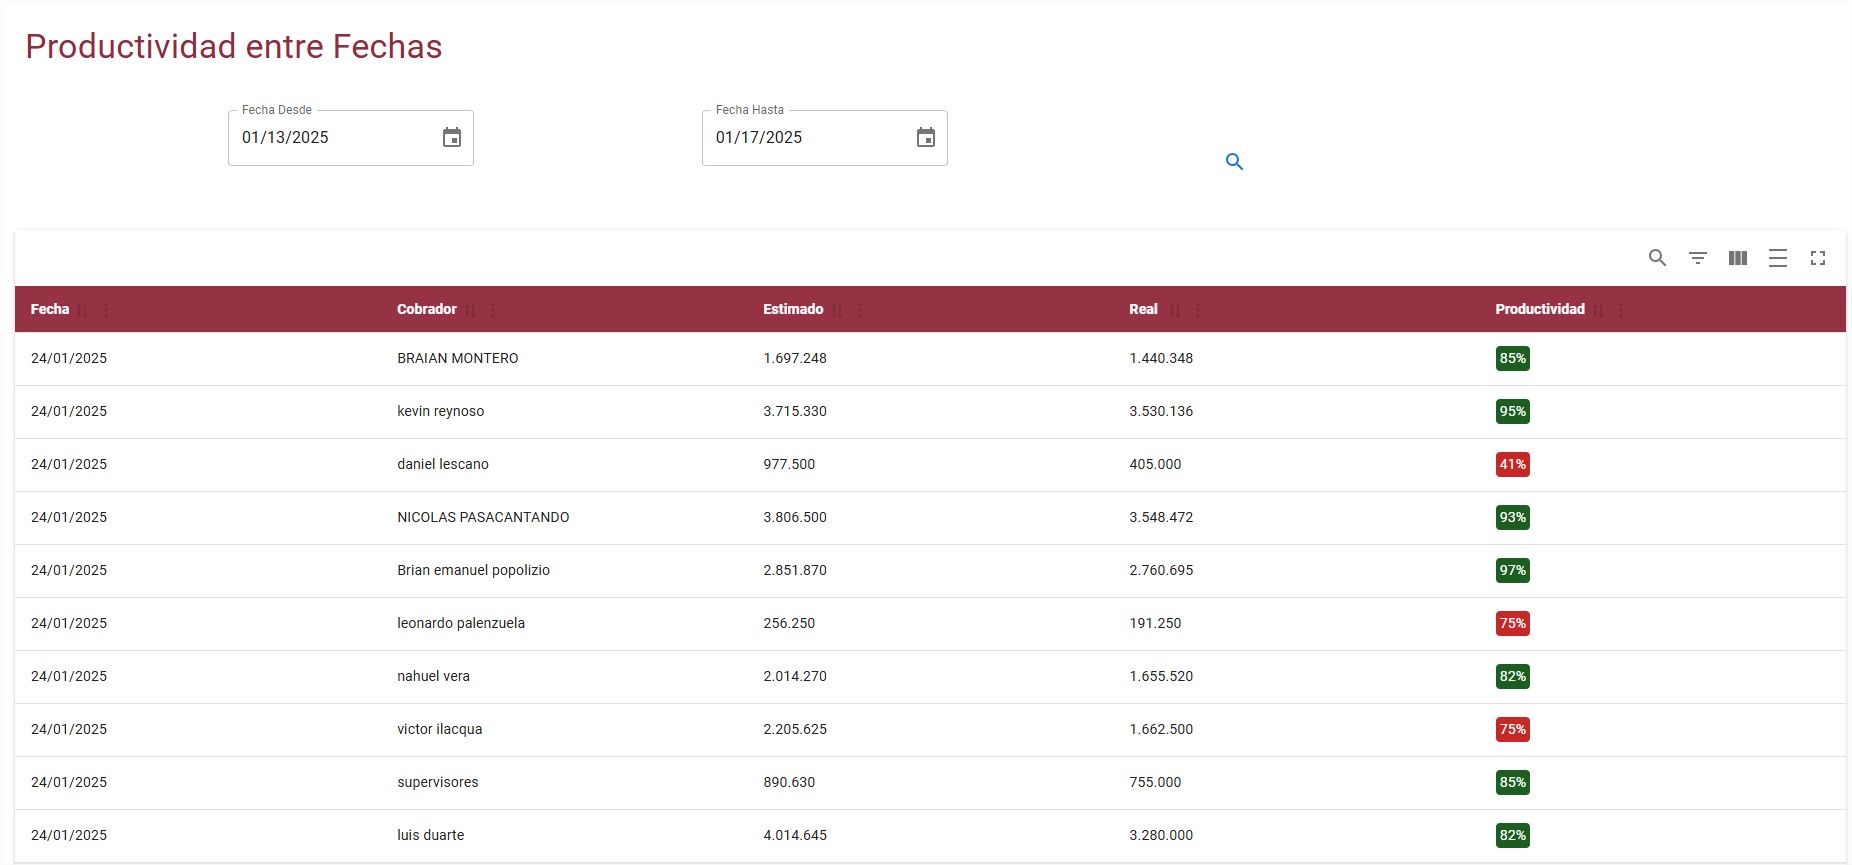 Productividad entre Fechas
Fecha Desde
01/13/2025
Fecha Hasta
01/17/2025
Fecha Cobrador Estimado Real Productividad
24/01/2025 BRAIAN MONTERO 1.697.248 1.440.348 85%
24/01/2025 kevin reynoso 3.715.330 3.530.136 95%
24/01/2025 daniel lescano 977.500 405.000 41%
24/01/2025 NICOLAS PASACANTANDO 3.806.500 3.548.472 93%
24/01/2025 Brian emanuel popolizio 2.851.870 2.760.695 97%
24/01/2025 leonardo palenzuela 256.250 191.250 75%
24/01/2025 nahuel vera 2.014.270 1.655.520 82%
24/01/2025 victor ilacqua 2.205.625 1.662.500 75%
24/01/2025 supervisores 890.630 755.000 85%
24/01/2025 luis duarte 4.014.645 3.280.000 82%